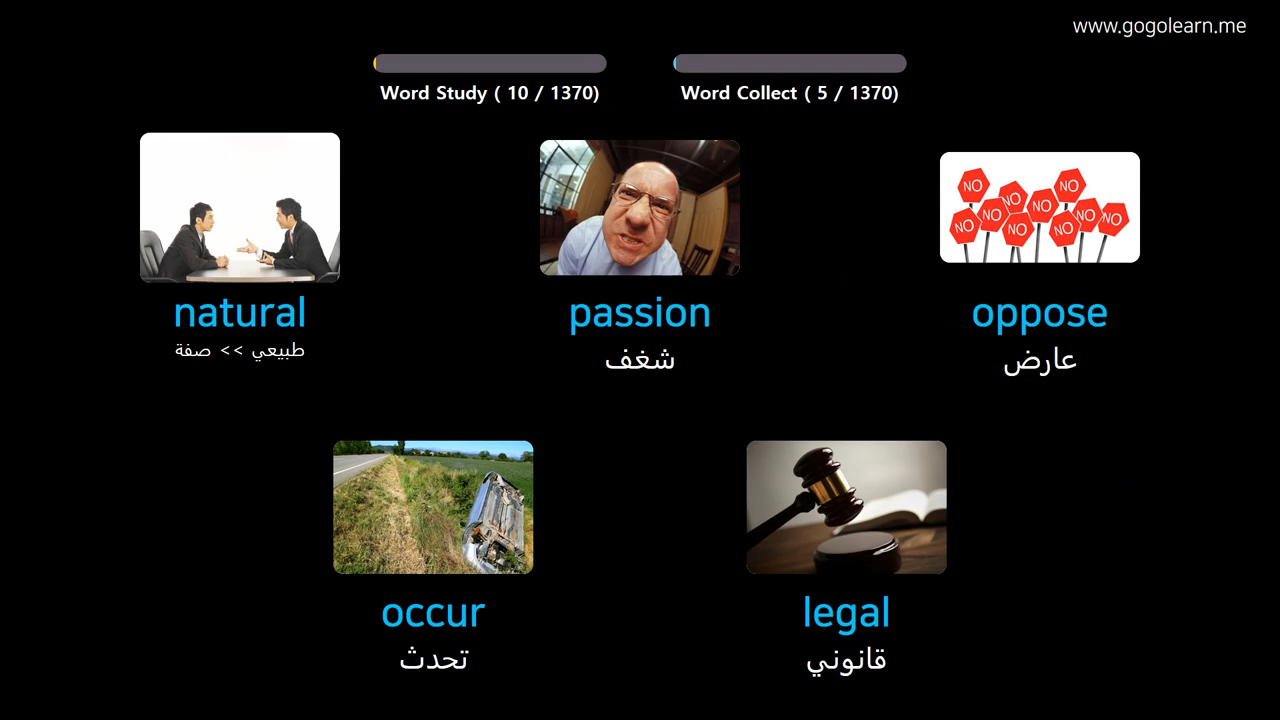 www.gogolearn.me
Word Study ( 10 / 1370)
Word Collect ( 5 / 1370)
NO NO NO NO NO NO NO NO NO NO
natural
passion
oppose
طبيعي >> صفة
شغف
عارض
occur
legal
تحدث
قانوني